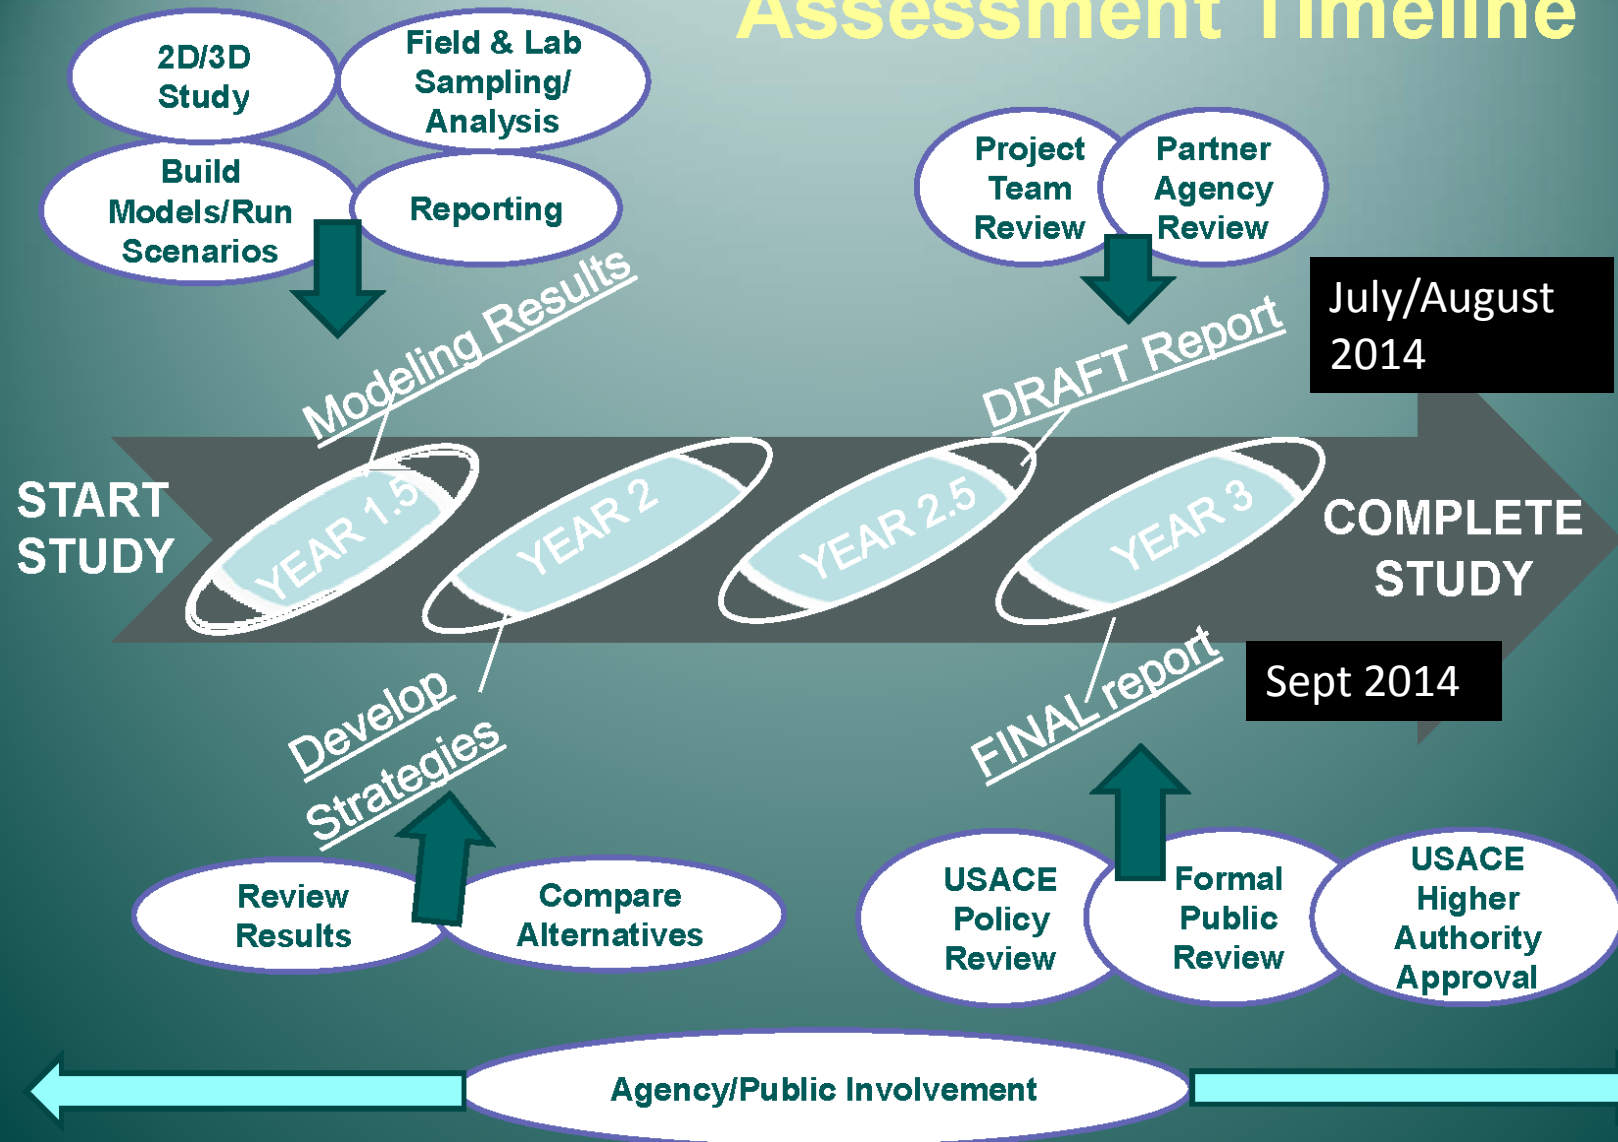 Assessment Timeline
2D/3D
Study
Field & Lab
Sampling/
Analysis
Build
Models/Run
Scenarios
Reporting
Project
Team
Review
Partner
Agency
Review
July/August
2014
Modeling Results
DRAFT Report
START
STUDY
YEAR 1.5
YEAR 2
YEAR 2.5
YEAR 3
COMPLETE
STUDY
Develop
Strategies
FINAL report
Sept 2014
Review
Results
Compare
Alternatives
USACE
Policy
Review
Formal
Public
Review
USACE
Higher
Authority
Approval
Agency/Public Involvement